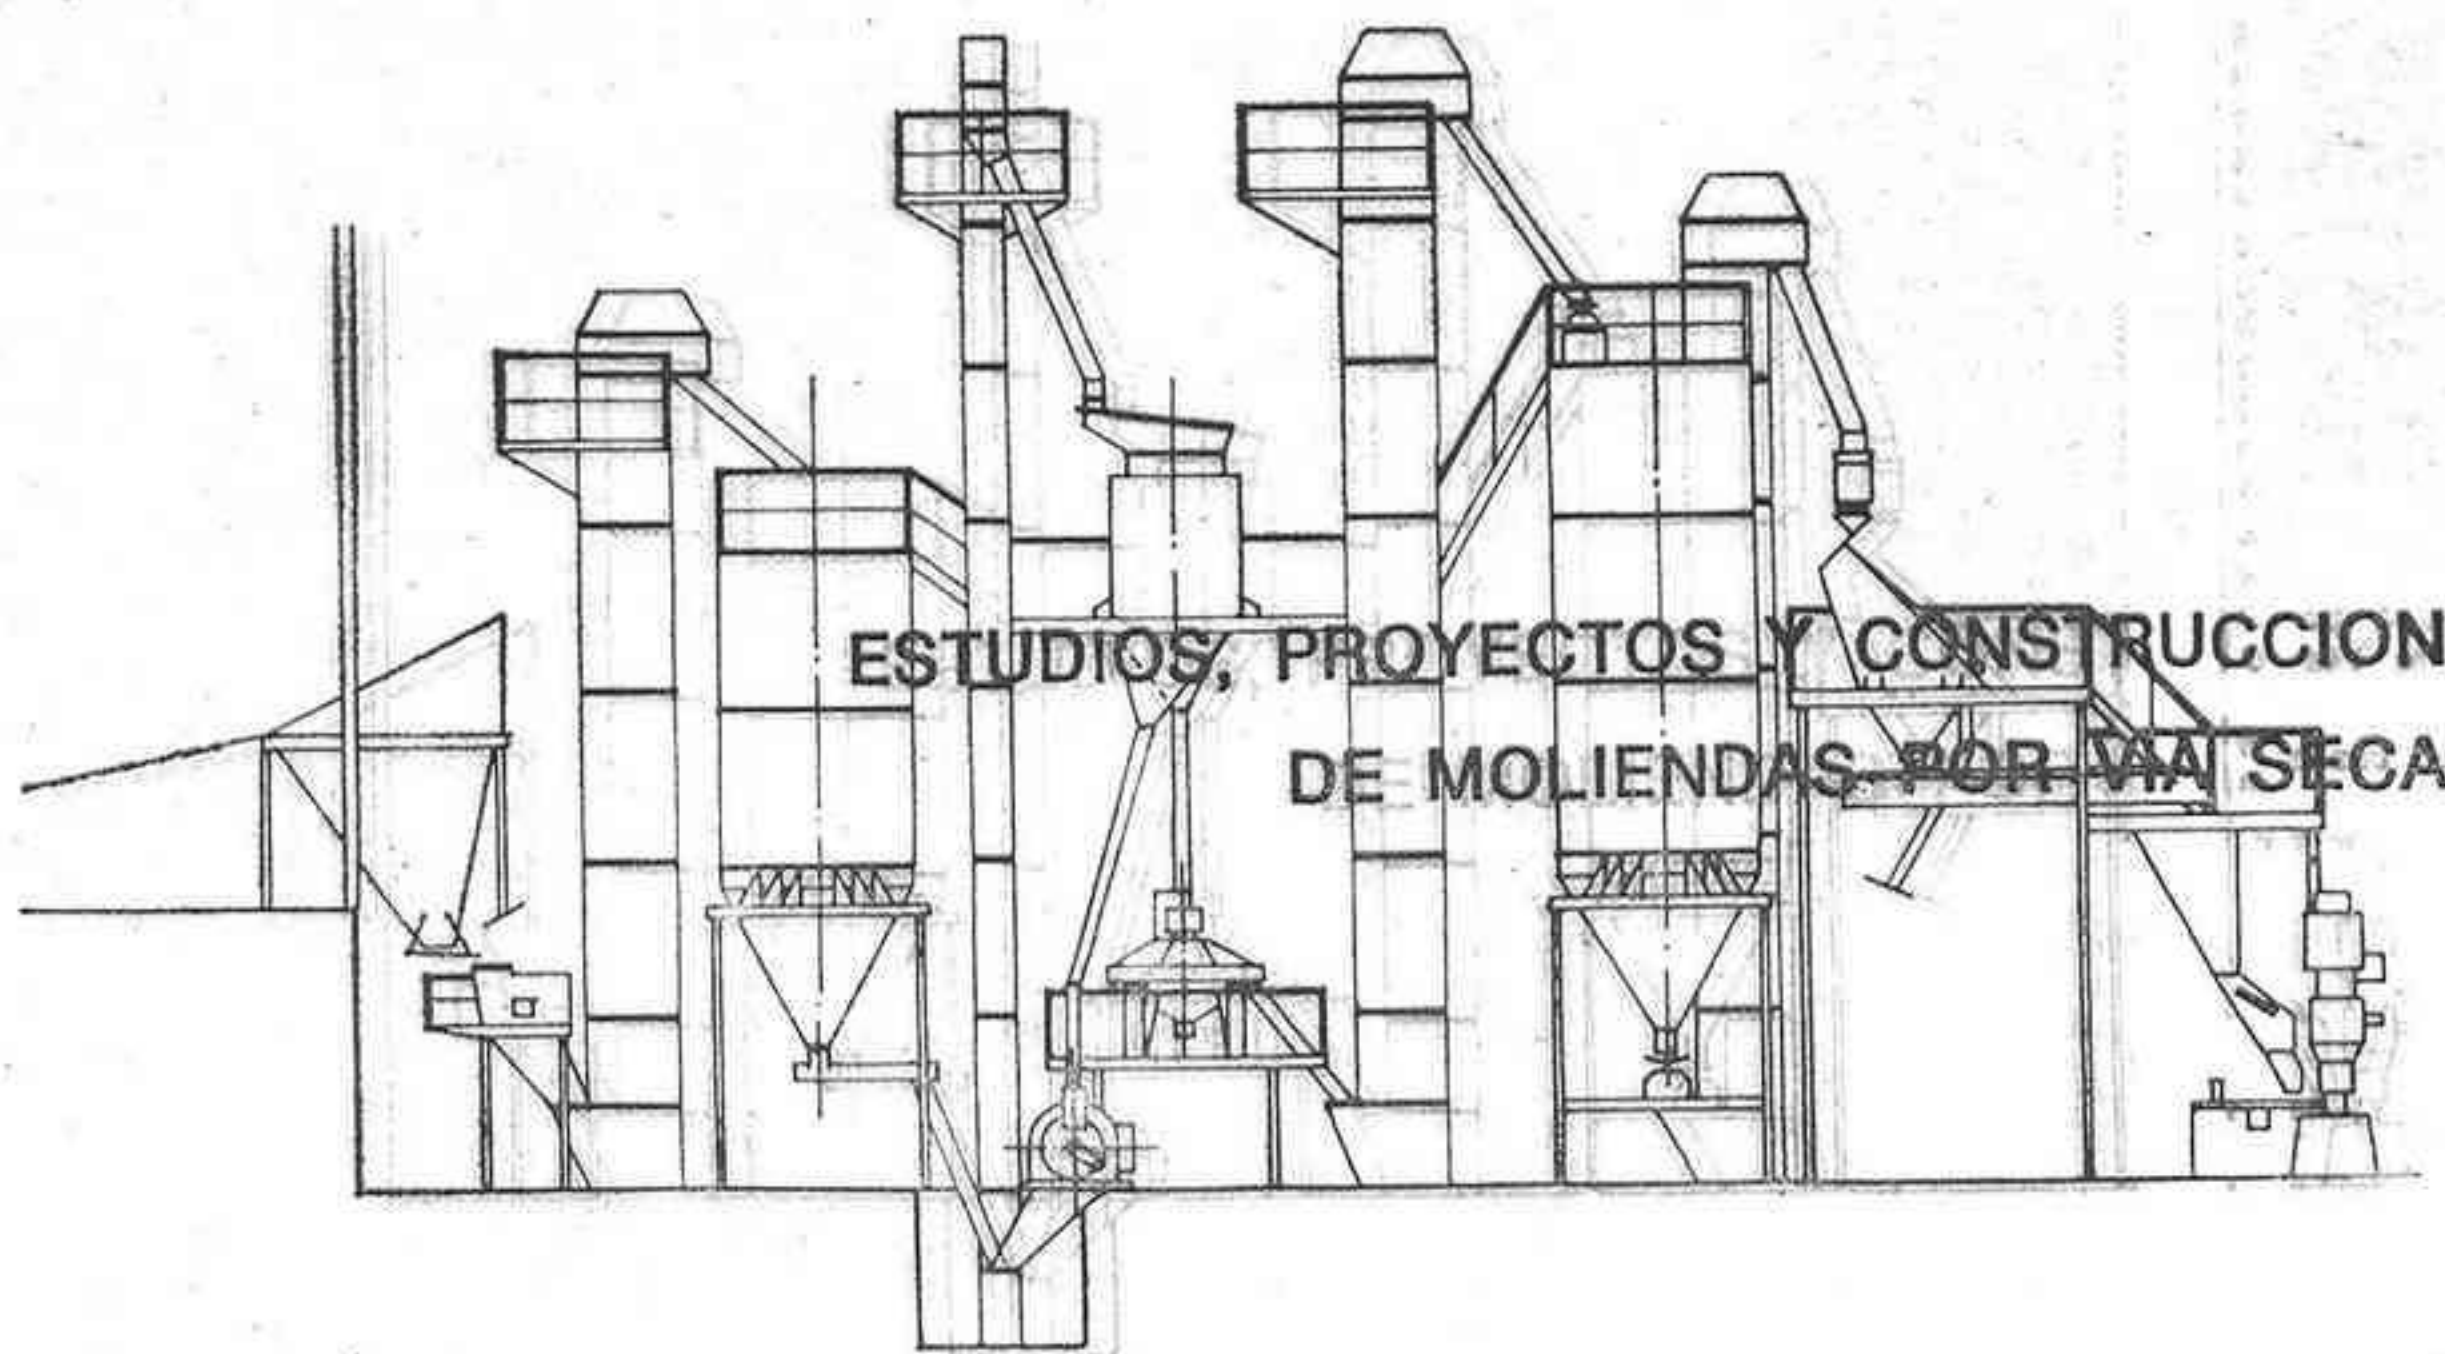 ESTUDIOS, PROYECTOS Y CONSTRUCCION
DE MOLIENDAS POR VIA SECA